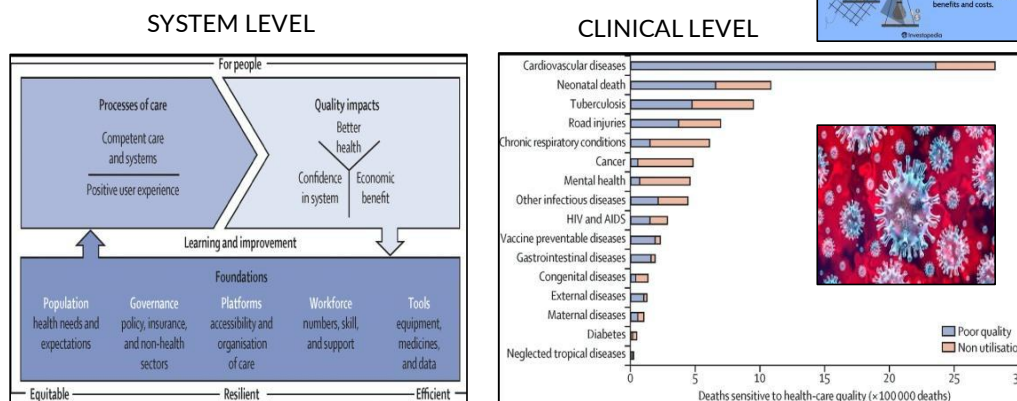 SYSTEM LEVEL
CLINICAL LEVEL
benefits and costs.
Investopedia
For people
Processes of care
Competent care
and systems
Positive user experience
Quality impacts
Better
health
Confidence
in system
Economic
benefit
Learning and improvement
Foundations
Population
health needs and
expectations
Governance
policy, insurance,
and non-health
sectors
Platforms
accessibility and
organisation
of care
Workforce
numbers, skill,
and support
Tools
equipment,
medicines,
and data
Equitable
Resilient
Efficient
Cardiovascular diseases
Neonatal death
Tuberculosis
Road injuries
Chronic respiratory conditions
Cancer
Mental health
Other infectious diseases
HIV and AIDS
Vaccine preventable diseases
Gastrointestinal diseases
Congenital diseases
External diseases
Maternal diseases
Diabetes
Neglected tropical diseases
Poor quality
Non utilisatio
0 5 10 15 20 25 3
Deaths sensitive to health-care quality (×100 000 deaths)